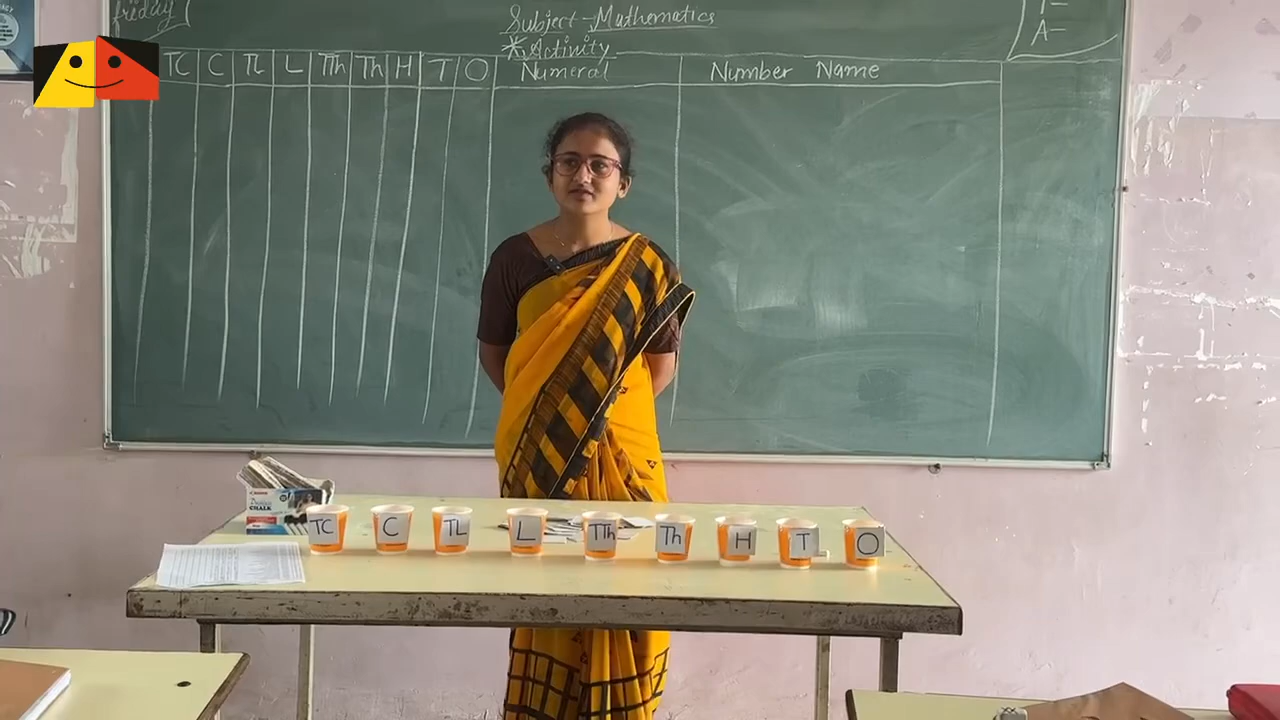 friday
Subject - Mathematics
* Activity
T-
A-
TC C TL L TTh Th H T O Numeral Number Name
CHALK
TC C TL L TTh Th H T O